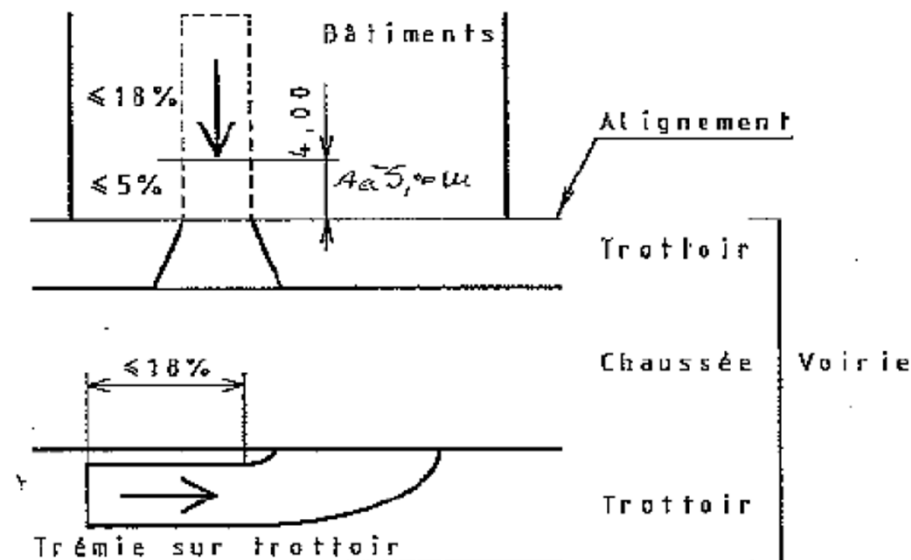 Bâtiments
≤18%
4,00
Alignement
≤5%
Trottoir
≤18%
Chaussée
Voirie
Trottoir
Trémie sur trottoir